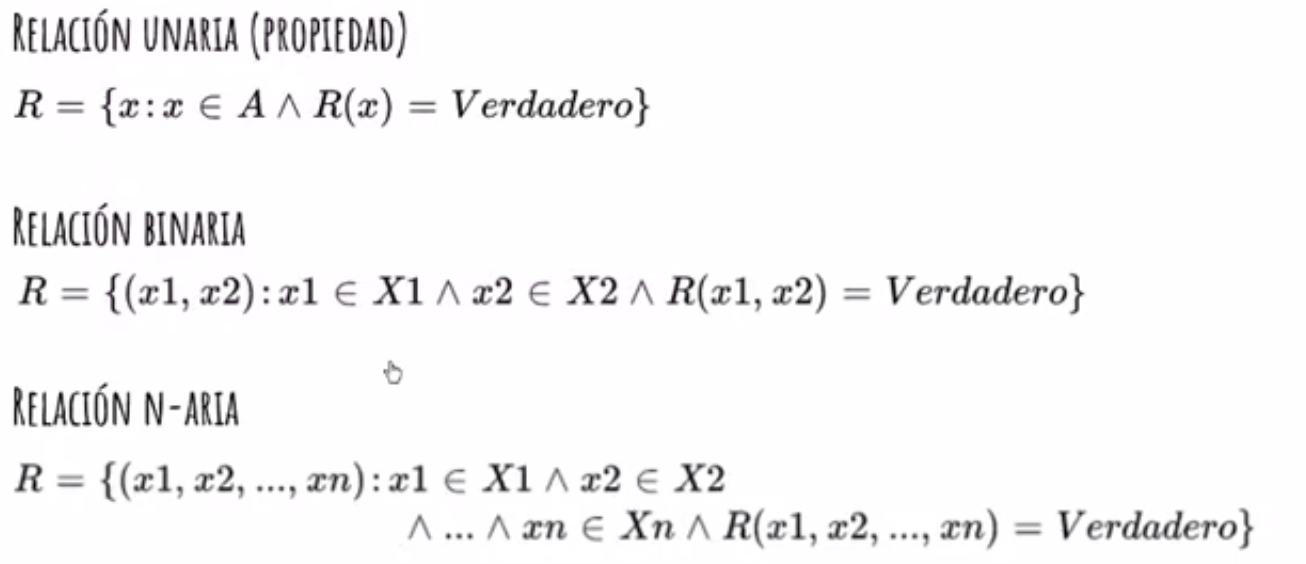 RELACIÓN UNARIA (PROPIEDAD)
R = {x : x ∈ A ∧ R(x) = Verdadero}
RELACIÓN BINARIA
R = {(x1, x2) : x1 ∈ X1 ∧ x2 ∈ X2 ∧ R(x1, x2) = Verdadero}
RELACIÓN N-ARIA
R = {(x1, x2, ..., xn) : x1 ∈ X1 ∧ x2 ∈ X2
∧ ... ∧ xn ∈ Xn ∧ R(x1, x2, ..., xn) = Verdadero}